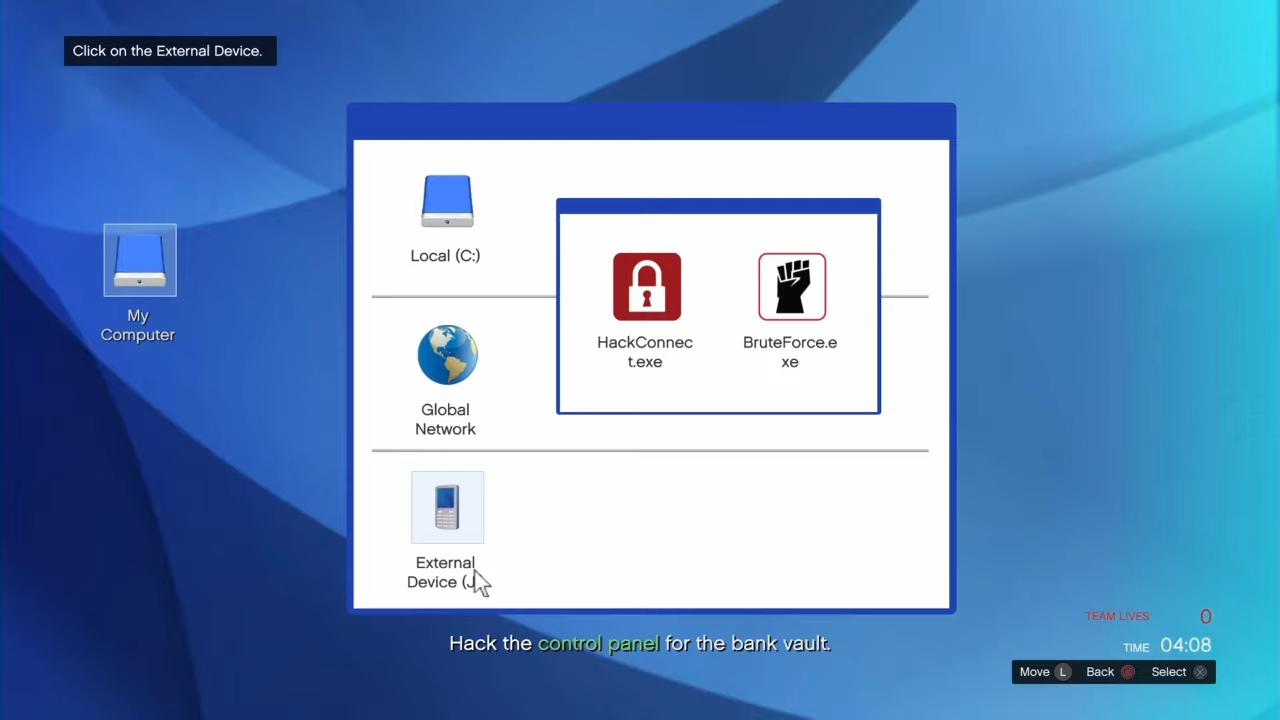 Click on the External Device.
Local (C:)
HackConnec
t.exe
BruteForce.e
xe
My
Computer
Global
Network
External
Device (J
Hack the control panel for the bank vault.
TEAM LIVES 0
TIME 04:08
Move L Back Select